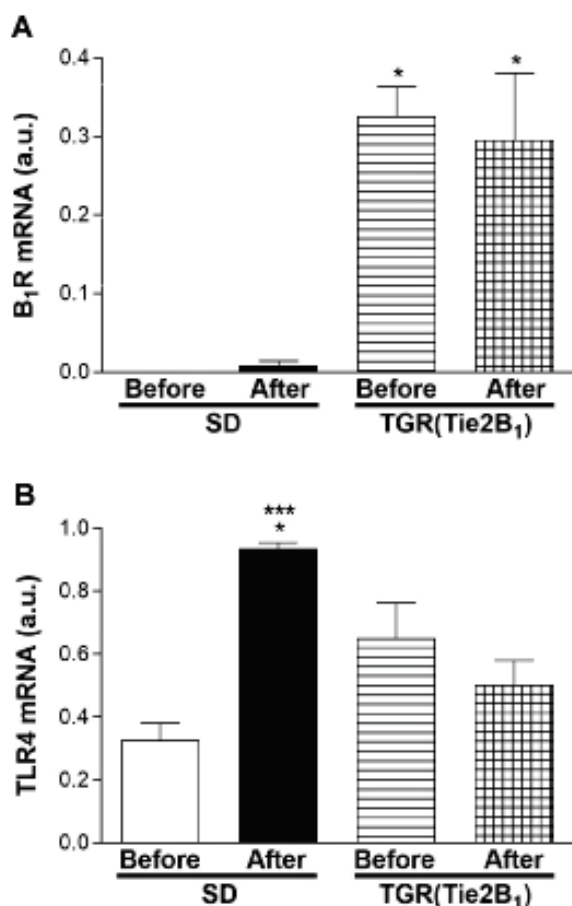 A
B₁R mRNA (a.u.)
0.4
0.3
0.2
0.1
0.0
* *
Before After Before After
SD TGR(Tie2B₁)
B
TLR4 mRNA (a.u.)
1.0
0.8
0.6
0.4
0.2
0.0
***
*
Before After Before After
SD TGR(Tie2B₁)